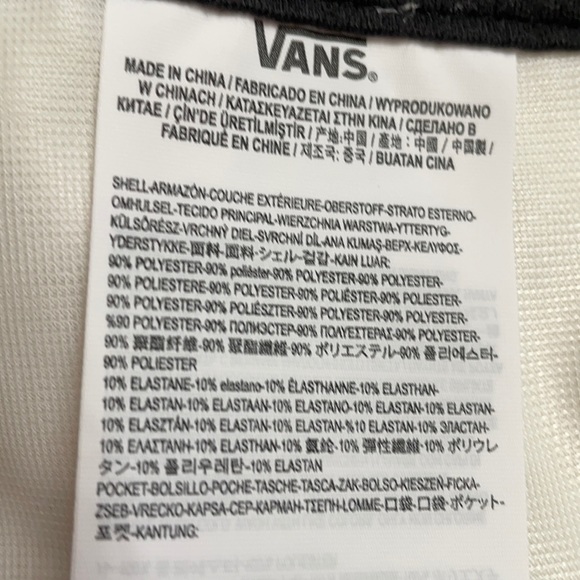 VANS®
MADE IN CHINA / FABRICADO EN CHINA / WYPRODUKOWANO
W CHINACH / ΚΑΤΑΣΚΕΥΑΖΕΤΑΙ ΣΤΗΝ ΚΙΝΑ / СДЕЛАНО В
КИТАЕ / ÇİN'DE ÜRETİLMİŞTİR / 产地:中国 / 產地：中國 / 中国製 /
FABRIQUÉ EN CHINE / 제조국: 중국 / BUATAN CINA
SHELL-ARMAZÓN-COUCHE EXTÉRIEURE-OBERSTOFF-STRATO ESTERNO-
OMHULSEL-TECIDO PRINCIPAL-WIERZCHNIA WARSTWA-YTTERTYG-
KÜLSŐRÉSZ-VRCHNÝ DIEL-SVRCHNÍ DÍL-ANA KUMAŞ-ВЕРХ-ΚΕΛΥΦΟΣ-
YDERSTYKKE-面料-面料-シェル-겉감-KAIN LUAR:
90% POLYESTER-90% poliéster-90% POLYESTER-90% POLYESTER-
90% POLIESTERE-90% POLYESTER-90% POLIÉSTER-90% POLIESTER-
90% POLYESTER-90% POLIÉSZTER-90% POLYESTER-90% POLYESTER-
%90 POLYESTER-90% ПОЛИЭСТЕР-90% ΠΟΛΥΕΣΤΕΡΑΣ-90% POLYESTER-
90% 聚酯纤维-90% 聚酯纖維-90% ポリエステル-90% 폴리에스터-
90% POLIESTER
10% ELASTANE-10% elastano-10% ÉLASTHANNE-10% ELASTHAN-
10% ELASTAN-10% ELASTAAN-10% ELASTANO-10% ELASTAN-10% ELASTAN-
10% ELASZTÁN-10% ELASTAN-10% ELASTAN-%10 ELASTAN-10% ЭЛАСТАН-
10% ΕΛΑΣΤΑΝΗ-10% ELASTHAN-10% 氨纶-10% 彈性纖維-10% ポリウレ
タン-10% 폴리우레탄-10% ELASTAN
POCKET-BOLSILLO-POCHE-TASCHE-TASCA-ZAK-BOLSO-KIESZEŃ-FICKA-
ZSEB-VRECKO-KAPSA-CEP-КАРМАН-ΤΣΕΠΗ-LOMME-口袋-口袋-ポケット-
포켓-KANTUNG: